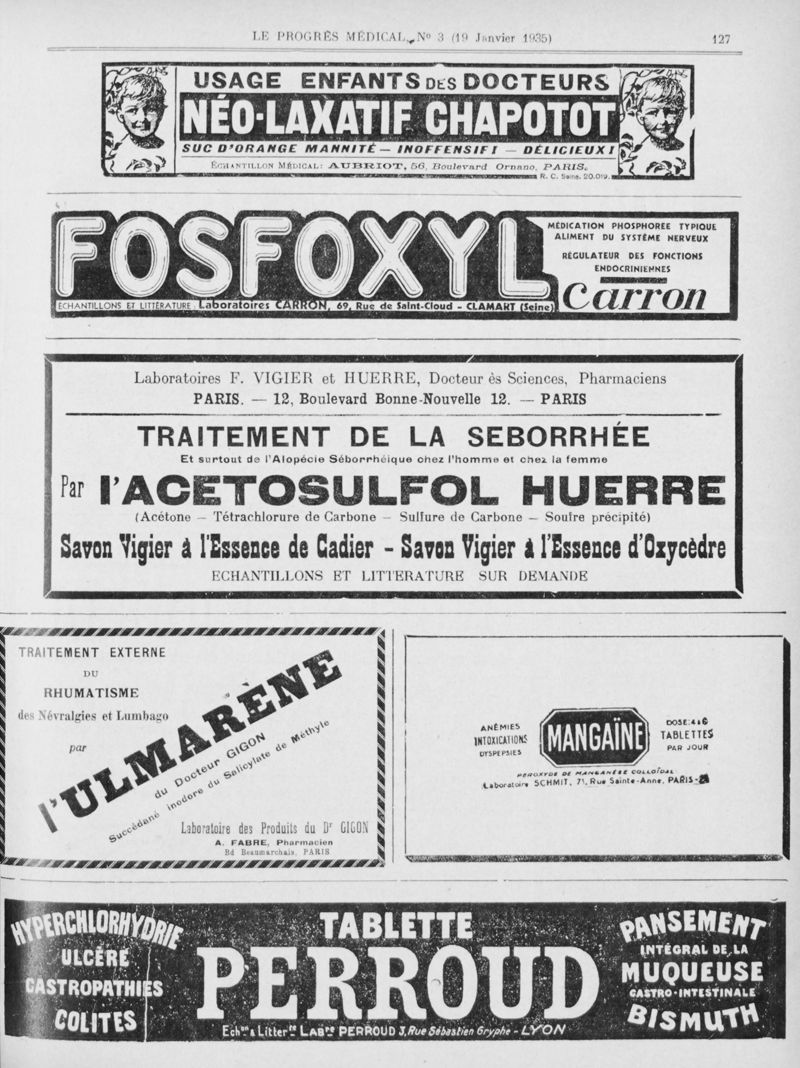 LE PROGRÈS MÉDICAL, Nº 3 (19 Janvier 1935) 127
USAGE ENFANTS DES DOCTEURS
NÉO-LAXATIF CHAPOTOT
SUC D'ORANGE MANNITÉ — INOFFENSIF! — DÉLICIEUX!
ÉCHANTILLON MÉDICAL: AUBRIOT, 56, Boulevard Ornano, PARIS.
R. C. Seine. 20.019.
FOSFOXYL
MÉDICATION PHOSPHORÉE TYPIQUE
ALIMENT DU SYSTÈME NERVEUX
RÉGULATEUR DES FONCTIONS
ENDOCRINIENNES
Carron
ECHANTILLONS ET LITTÉRATURE: Laboratoires CARRON, 69, Rue de Saint-Cloud - CLAMART (Seine)
Laboratoires F. VIGIER et HUERRE, Docteur ès Sciences, Pharmaciens
PARIS. — 12, Boulevard Bonne-Nouvelle 12. — PARIS
TRAITEMENT DE LA SEBORRHÉE
Et surtout de l'Alopécie Séborrhéique chez l'homme et chez la femme
Par l'ACETOSULFOL HUERRE
(Acétone — Tétrachlorure de Carbone — Sulfure de Carbone — Soufre précipité)
Savon Vigier à l'Essence de Cadier - Savon Vigier à l'Essence d'Oxycèdre
ECHANTILLONS ET LITTERATURE SUR DEMANDE
TRAITEMENT EXTERNE
DU
RHUMATISME
des Névralgies et Lumbago
par
l'ULMARÈNE
du Docteur GIGON
Succédané inodore du Salicylate de Méthyle
Laboratoire des Produits du Dr GIGON
A. FABRE, Pharmacien
Bd Beaumarchais, PARIS
ANÉMIES
INTOXICATIONS
DYSPEPSIES
MANGAÏNE
DOSE: 4 à 6
TABLETTES
PAR JOUR
PEROXYDE DE MANGANÈSE COLLOÏDAL
Laboratoire SCHMIT, 71, Rue Sainte-Anne, PARIS-2
HYPERCHLORHYDRIE
ULCÈRE
GASTROPATHIES
COLITES
TABLETTE
PERROUD
Echons & Litterre LABres PERROUD 3, Rue Sébastien Gryphe - LYON
PANSEMENT
INTÉGRAL DE LA
MUQUEUSE
GASTRO-INTESTINALE
BISMUTH